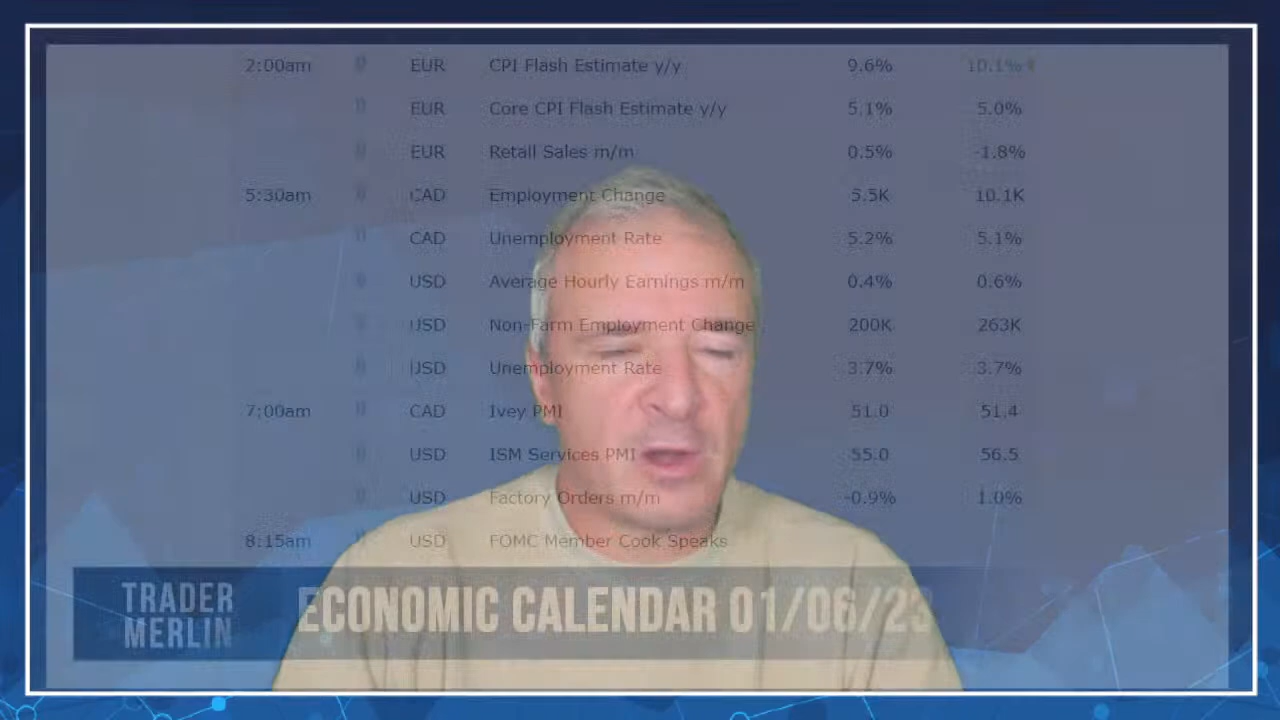 2:00am EUR CPI Flash Estimate y/y 9.6% 10.1%
EUR Core CPI Flash Estimate y/y 5.1% 5.0%
EUR Retail Sales m/m 0.5% -1.8%
5:30am CAD Employment Change 5.5K 10.1K
CAD Unemployment Rate 5.2% 5.1%
USD Average Hourly Earnings m/m 0.4% 0.6%
USD Non-Farm Employment Change 200K 263K
USD Unemployment Rate 3.7% 3.7%
7:00am CAD Ivey PMI 51.0 51.4
USD ISM Services PMI 55.0 56.5
USD Factory Orders m/m -0.9% 1.0%
8:15am USD FOMC Member Cook Speaks
TRADER
MERLIN
ECONOMIC CALENDAR 01/06/23